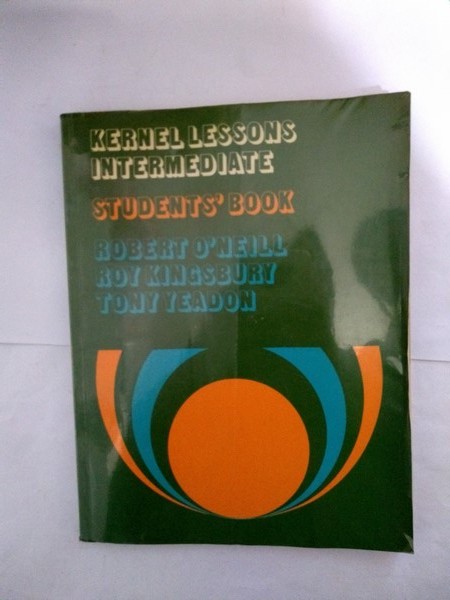 KERNEL LESSONS
INTERMEDIATE
STUDENTS' BOOK
ROBERT O'NEILL
ROY KINGSBURY
TONY YEADON